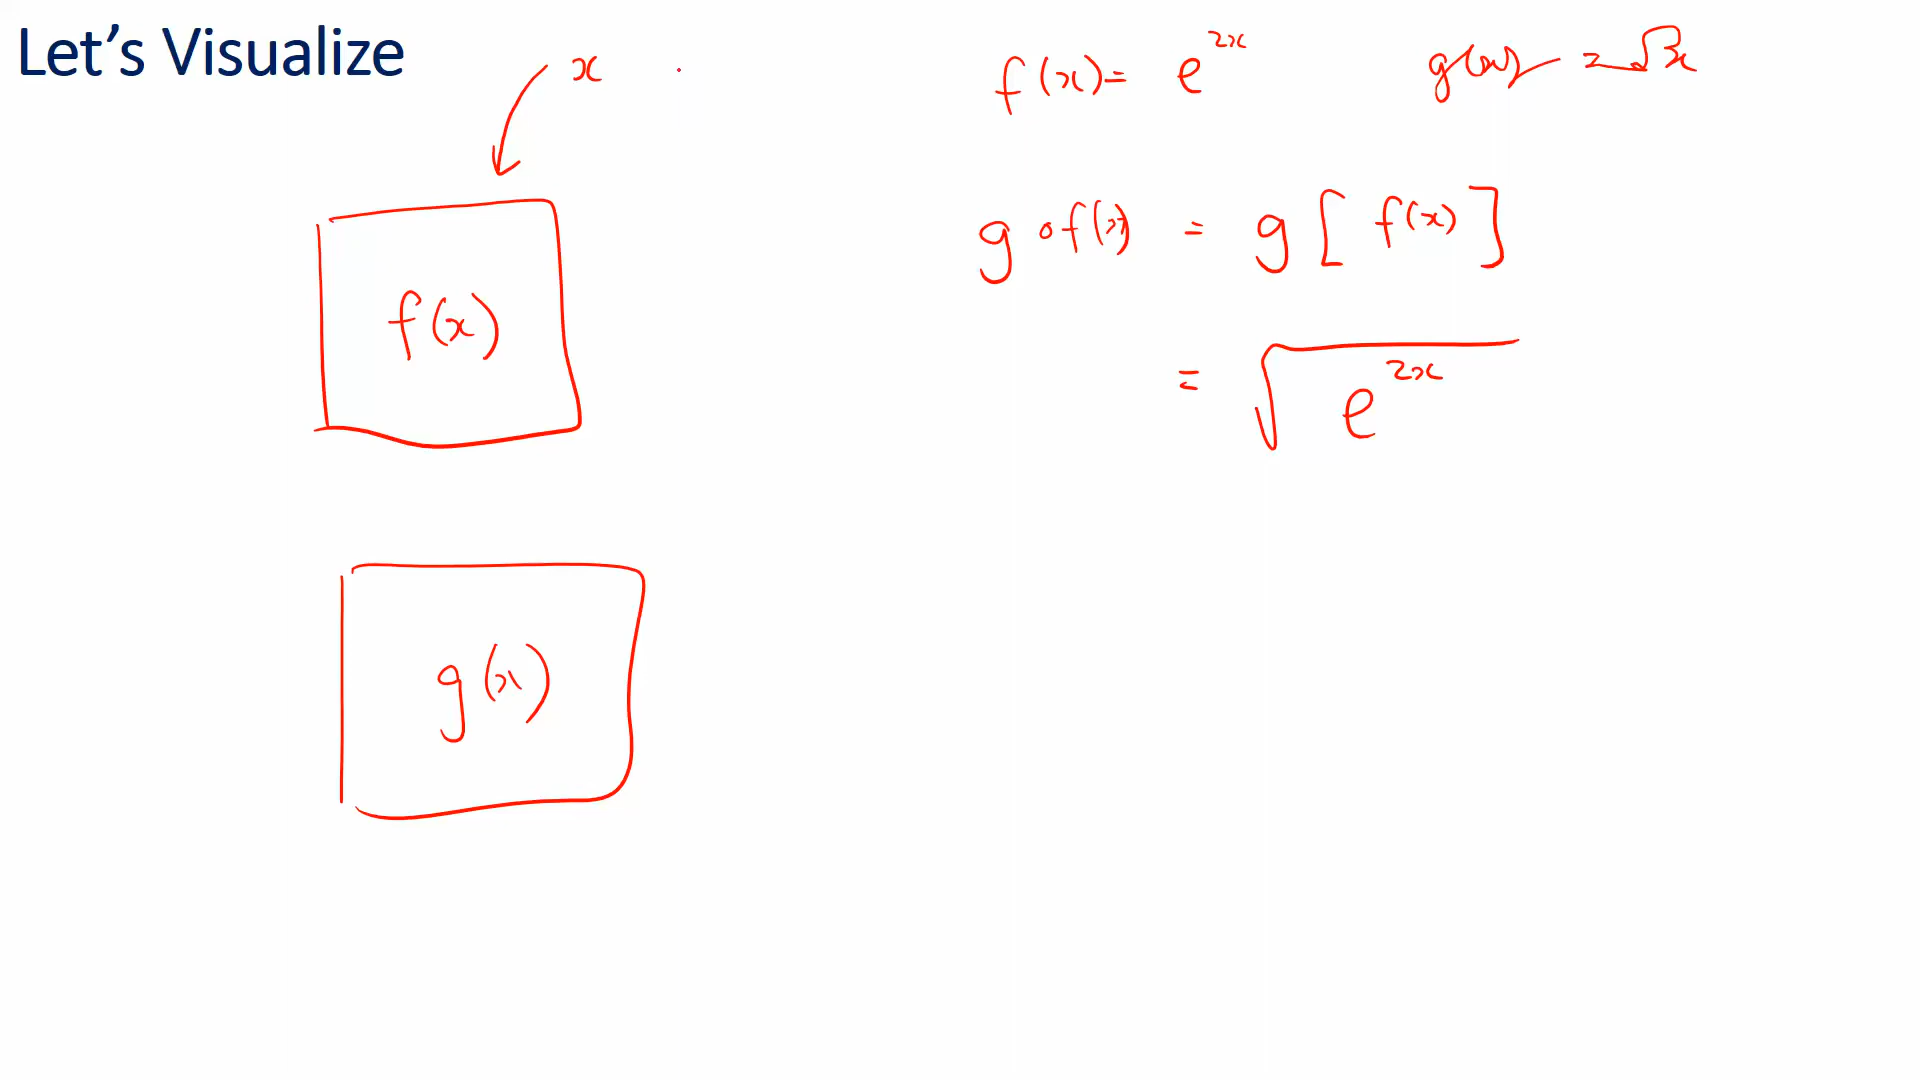 Let's Visualize
x
f(x) = e^{2x}
g(x) = √x
f(x)
g∘f(x) = g[f(x)]
= √e^{2x}
g(x)